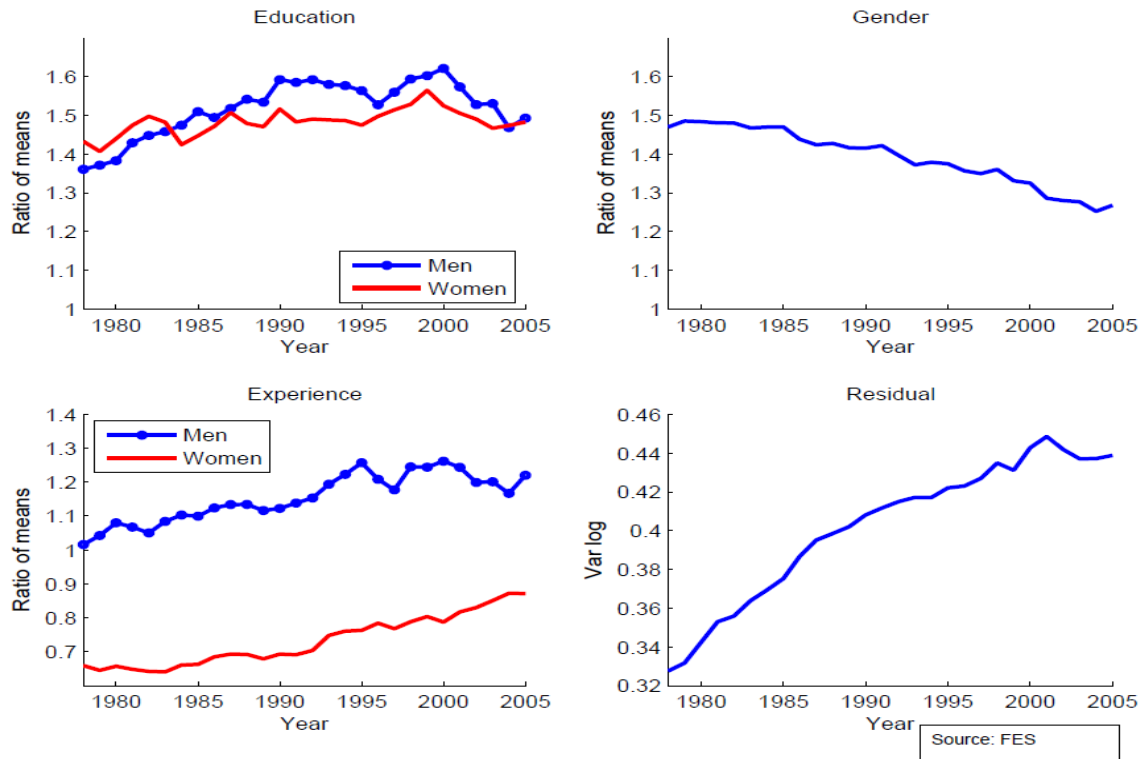 Education
Ratio of means
1.6
1.5
1.4
1.3
1.2
1.1
1
Men
Women
1980 1985 1990 1995 2000 2005
Year
Gender
Ratio of means
1.6
1.5
1.4
1.3
1.2
1.1
1
1980 1985 1990 1995 2000 2005
Year
Experience
Ratio of means
1.4
1.3
1.2
1.1
1
0.9
0.8
0.7
Men
Women
1980 1985 1990 1995 2000 2005
Year
Residual
Var log
0.46
0.44
0.42
0.4
0.38
0.36
0.34
0.32
1980 1985 1990 1995 2000 2005
Year
Source: FES